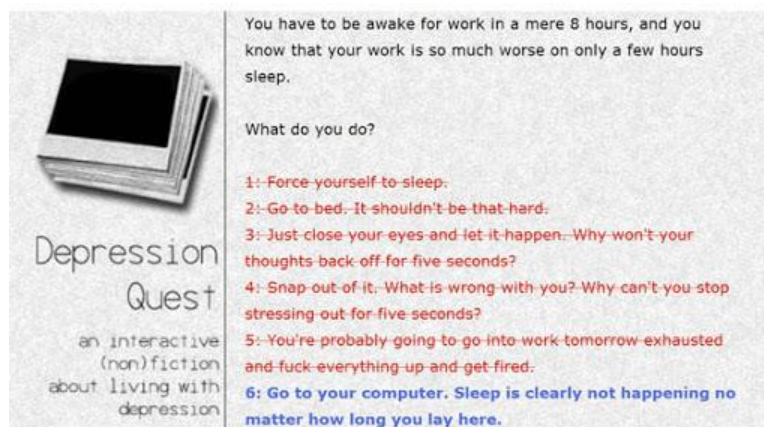 You have to be awake for work in a mere 8 hours, and you
know that your work is so much worse on only a few hours
sleep.
What do you do?
1: Force yourself to sleep.
2: Go to bed. It shouldn't be that hard.
3: Just close your eyes and let it happen. Why won't your
thoughts back off for five seconds?
4: Snap out of it. What is wrong with you? Why can't you stop
stressing out for five seconds?
5: You're probably going to go into work tomorrow exhausted
and fuck everything up and get fired.
6: Go to your computer. Sleep is clearly not happening no
matter how long you lay here.
Depression
Quest
an interactive
(non)fiction
about living with
depression